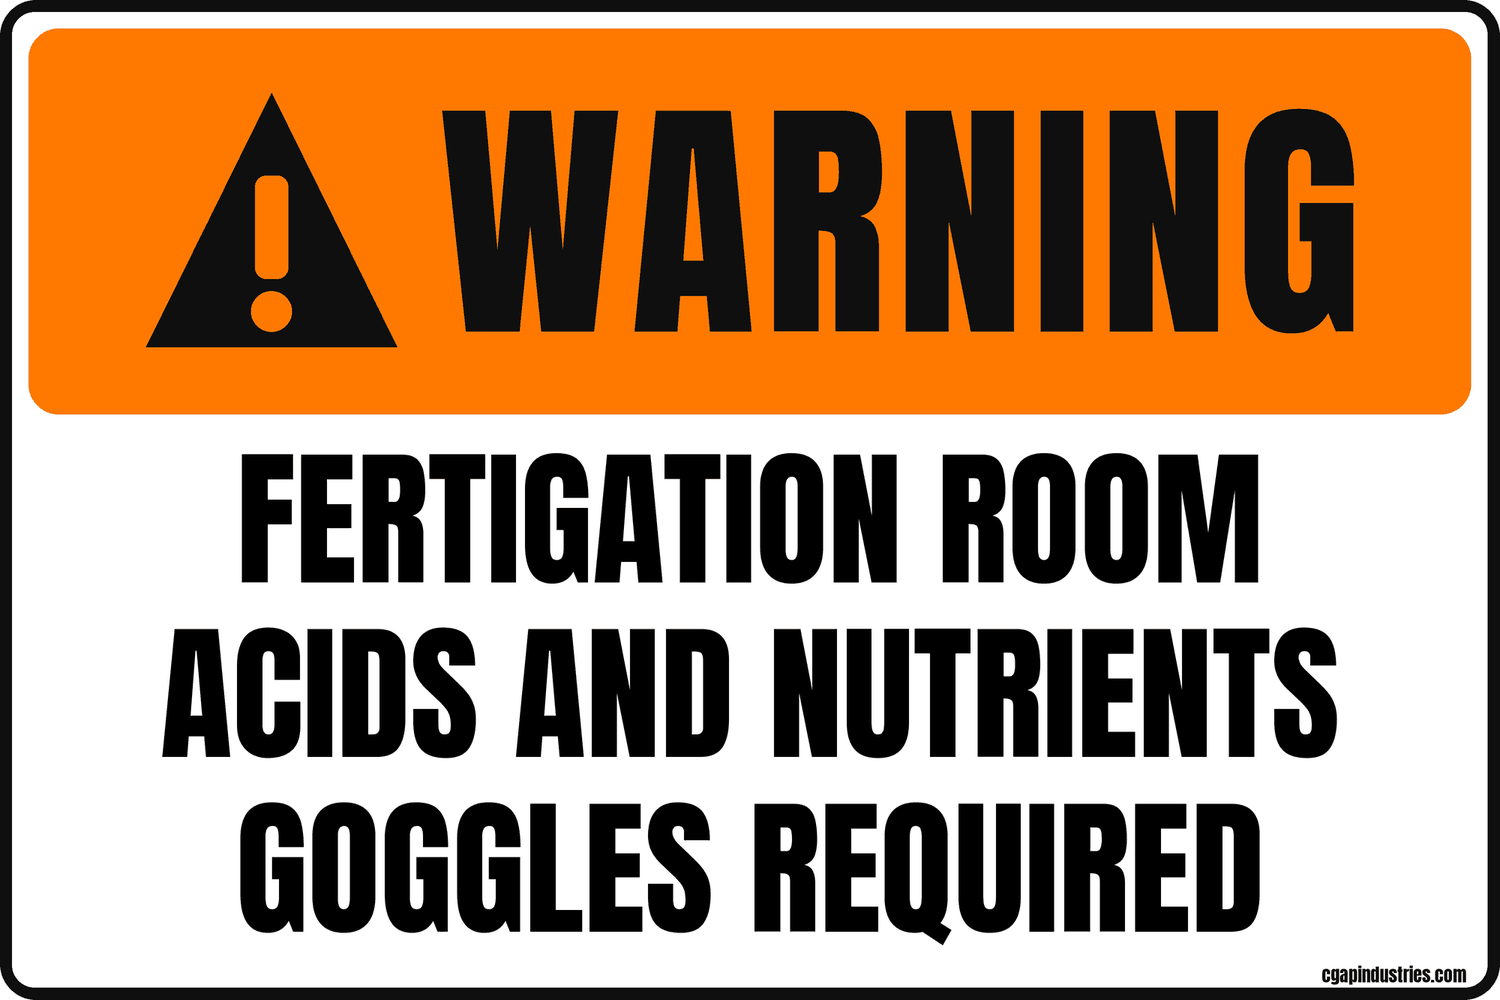 WARNING
FERTIGATION ROOM
ACIDS AND NUTRIENTS
GOGGLES REQUIRED
cgapindustries.com